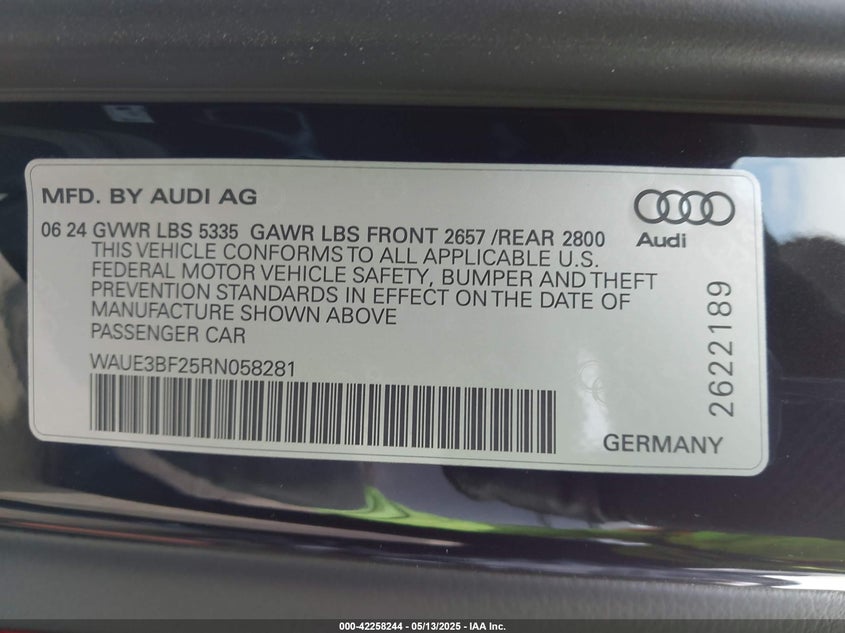 MFD. BY AUDI AG
06 24 GVWR LBS 5335 GAWR LBS FRONT 2657 /REAR 2800
THIS VEHICLE CONFORMS TO ALL APPLICABLE U.S.
FEDERAL MOTOR VEHICLE SAFETY, BUMPER AND THEFT
PREVENTION STANDARDS IN EFFECT ON THE DATE OF
MANUFACTURE SHOWN ABOVE
PASSENGER CAR
WAUE3BF25RN058281
Audi
2622189
GERMANY
000-42258244 - 05/13/2025 - IAA Inc.